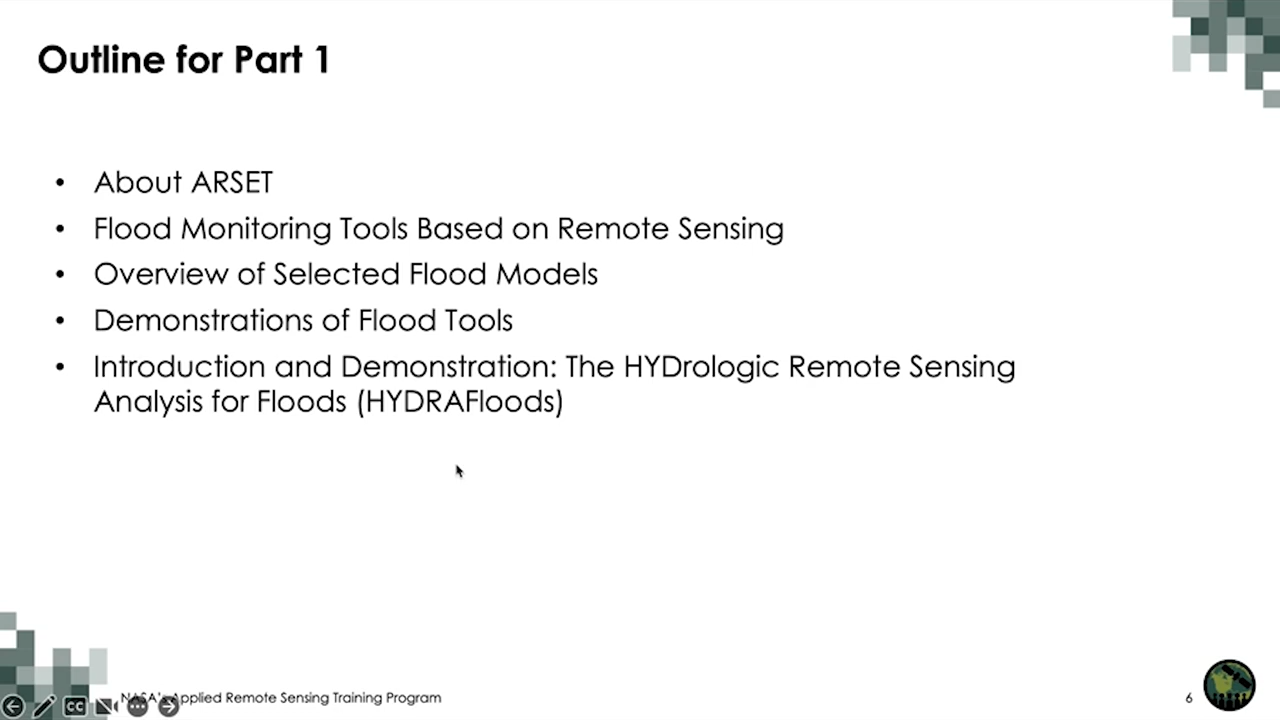 Outline for Part 1
• About ARSET
• Flood Monitoring Tools Based on Remote Sensing
• Overview of Selected Flood Models
• Demonstrations of Flood Tools
• Introduction and Demonstration: The HYDrologic Remote Sensing
Analysis for Floods (HYDRAFloods)
CC
NASA's Applied Remote Sensing Training Program
6